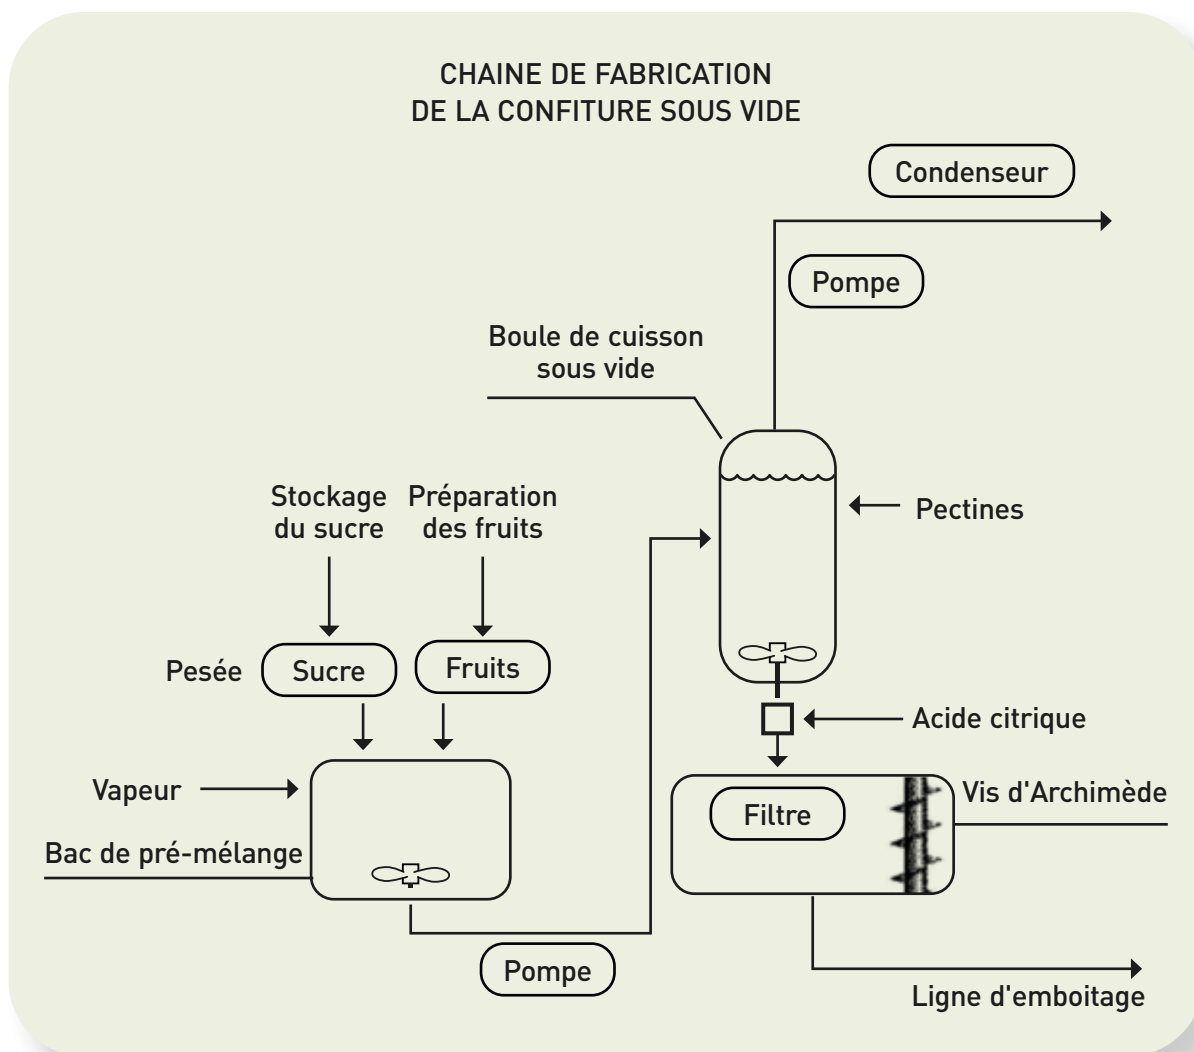 CHAINE DE FABRICATION
DE LA CONFITURE SOUS VIDE
Condenseur
Pompe
Boule de cuisson
sous vide
Stockage
du sucre
Préparation
des fruits
Pectines
Pesée
Sucre
Fruits
Acide citrique
Vapeur
Filtre
Vis d'Archimède
Bac de pré-mélange
Pompe
Ligne d'emboitage